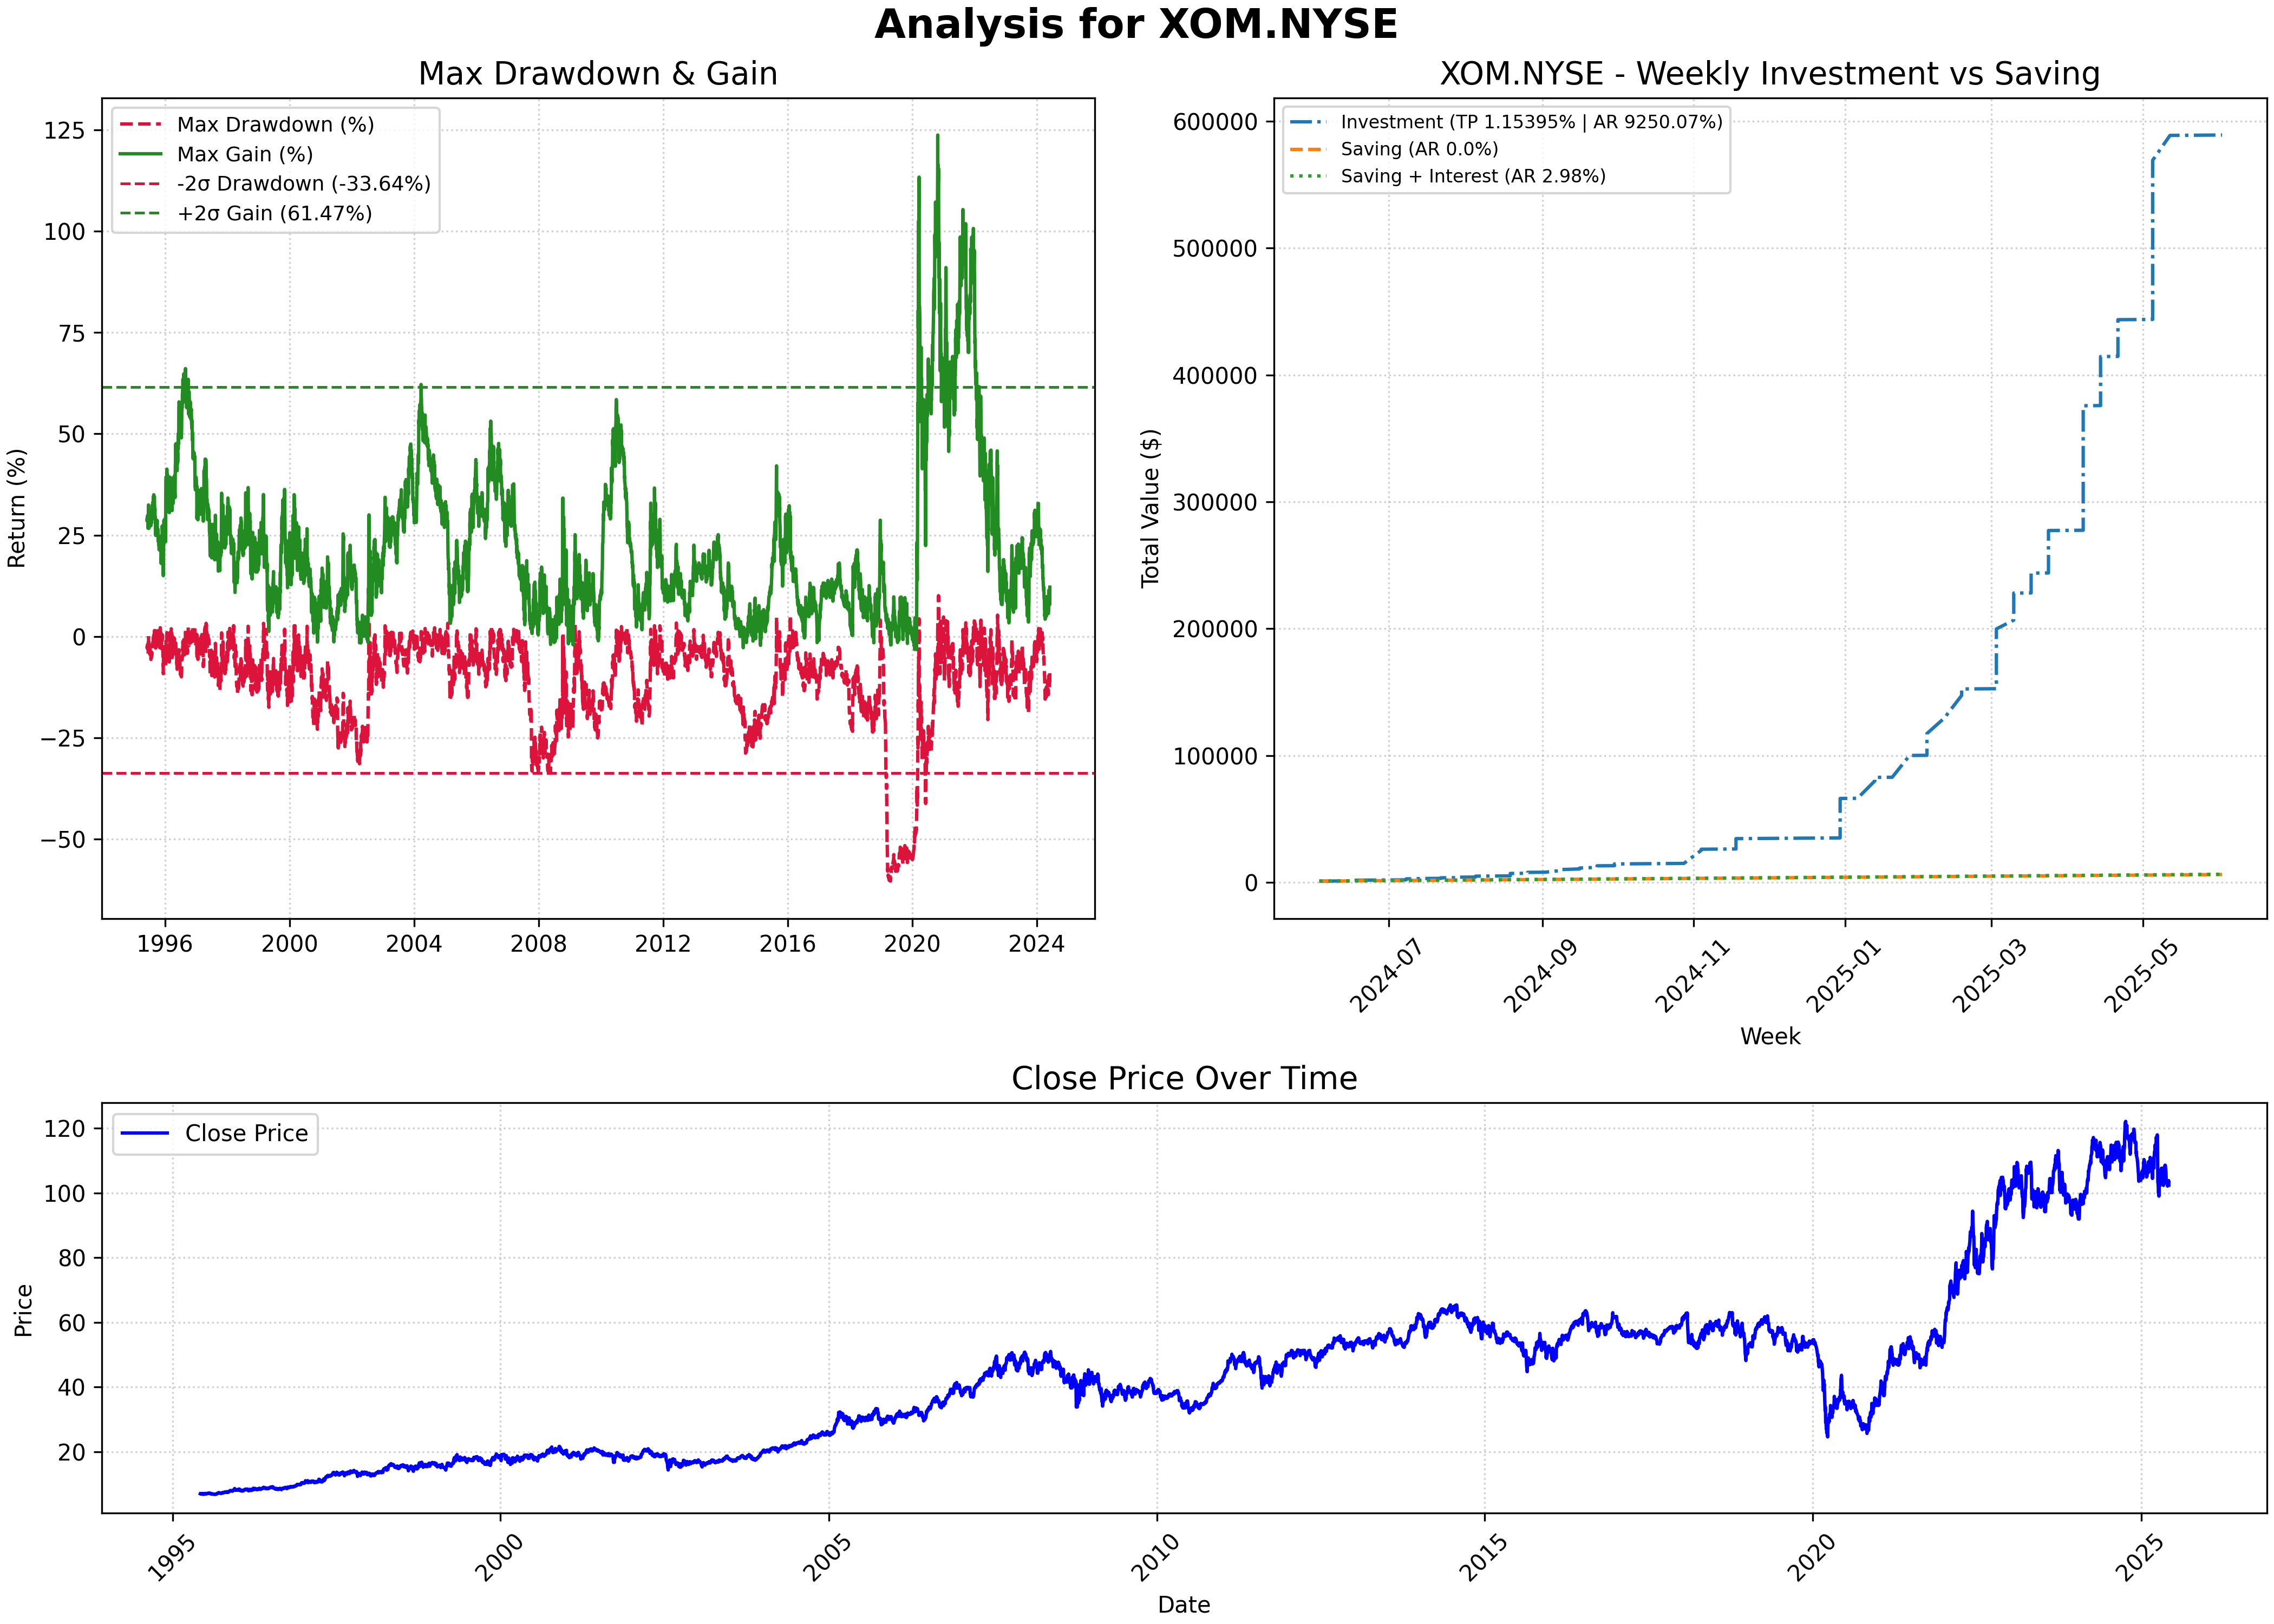 Analysis for XOM.NYSE
Max Drawdown & Gain
Max Drawdown (%)
Max Gain (%)
-2σ Drawdown (-33.64%)
+2σ Gain (61.47%)
Return (%)
125
100
75
50
25
0
−25
−50
1996 2000 2004 2008 2012 2016 2020 2024
XOM.NYSE - Weekly Investment vs Saving
Investment (TP 1.15395% | AR 9250.07%)
Saving (AR 0.0%)
Saving + Interest (AR 2.98%)
Total Value ($)
600000
500000
400000
300000
200000
100000
0
2024-07 2024-09 2024-11 2025-01 2025-03 2025-05
Week
Close Price Over Time
Close Price
Price
120
100
80
60
40
20
1995 2000 2005 2010 2015 2020 2025
Date